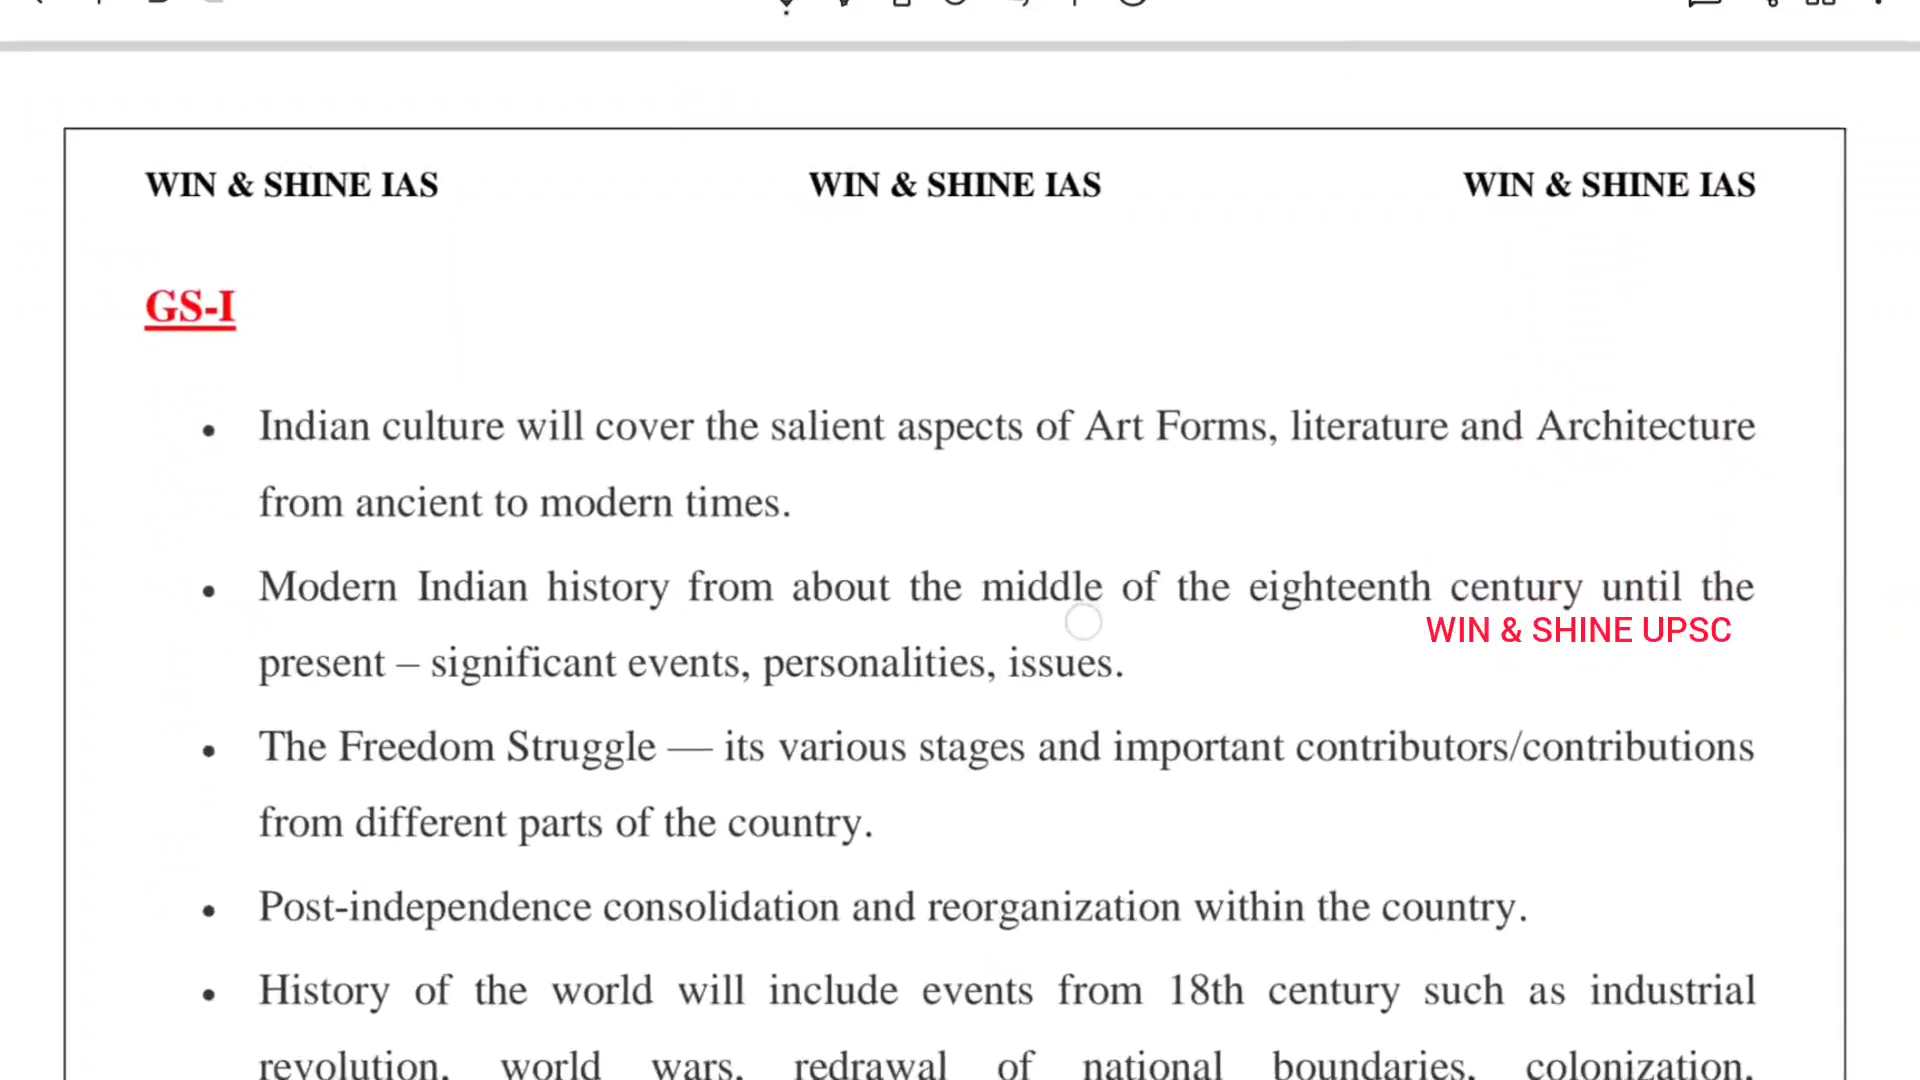 WIN & SHINE IAS WIN & SHINE IAS WIN & SHINE IAS
GS-I
• Indian culture will cover the salient aspects of Art Forms, literature and Architecture
from ancient to modern times.
• Modern Indian history from about the middle of the eighteenth century until the
WIN & SHINE UPSC
present – significant events, personalities, issues.
• The Freedom Struggle — its various stages and important contributors/contributions
from different parts of the country.
• Post-independence consolidation and reorganization within the country.
• History of the world will include events from 18th century such as industrial
revolution, world wars, redrawal of national boundaries, colonization,